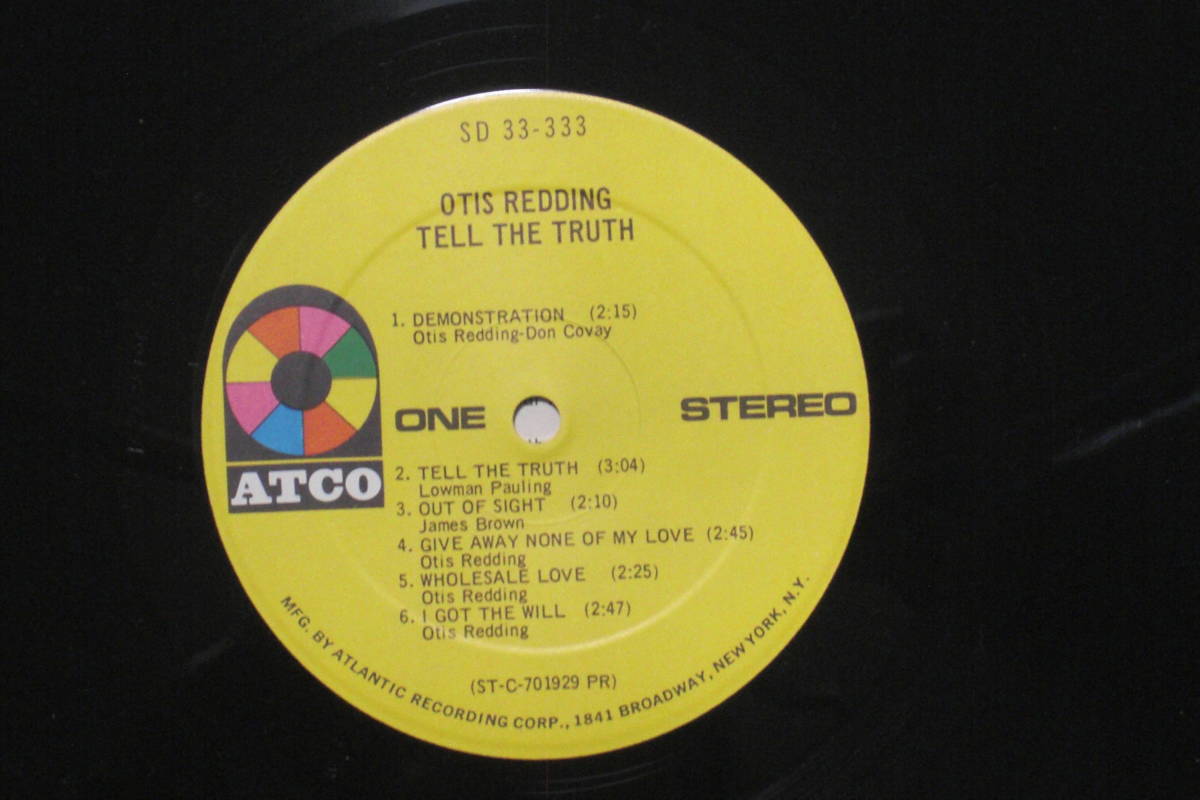 SD 33-333
OTIS REDDING
TELL THE TRUTH
1. DEMONSTRATION (2:15)
Otis Redding-Don Covay
ONE
STEREO
ATCO
2. TELL THE TRUTH (3:04)
Lowman Pauling
3. OUT OF SIGHT (2:10)
James Brown
4. GIVE AWAY NONE OF MY LOVE (2:45)
Otis Redding
5. WHOLESALE LOVE (2:25)
Otis Redding
6. I GOT THE WILL (2:47)
Otis Redding
(ST-C-701929 PR)
MFG. BY ATLANTIC RECORDING CORP., 1841 BROADWAY, NEW YORK, N.Y.